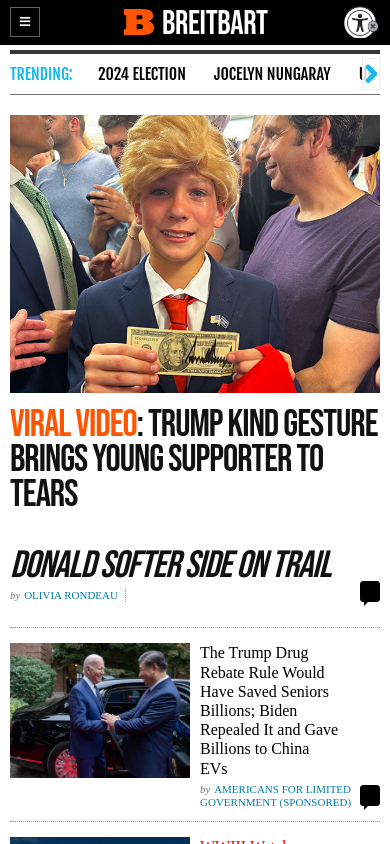 BREITBART
TRENDING:
2024 ELECTION
JOCELYN NUNGARAY
VIRAL VIDEO: TRUMP KIND GESTURE
BRINGS YOUNG SUPPORTER TO
TEARS
DONALD SOFTER SIDE ON TRAIL
by OLIVIA RONDEAU
The Trump Drug
Rebate Rule Would
Have Saved Seniors
Billions; Biden
Repealed It and Gave
Billions to China
EVs
by AMERICANS FOR LIMITED
GOVERNMENT (SPONSORED)